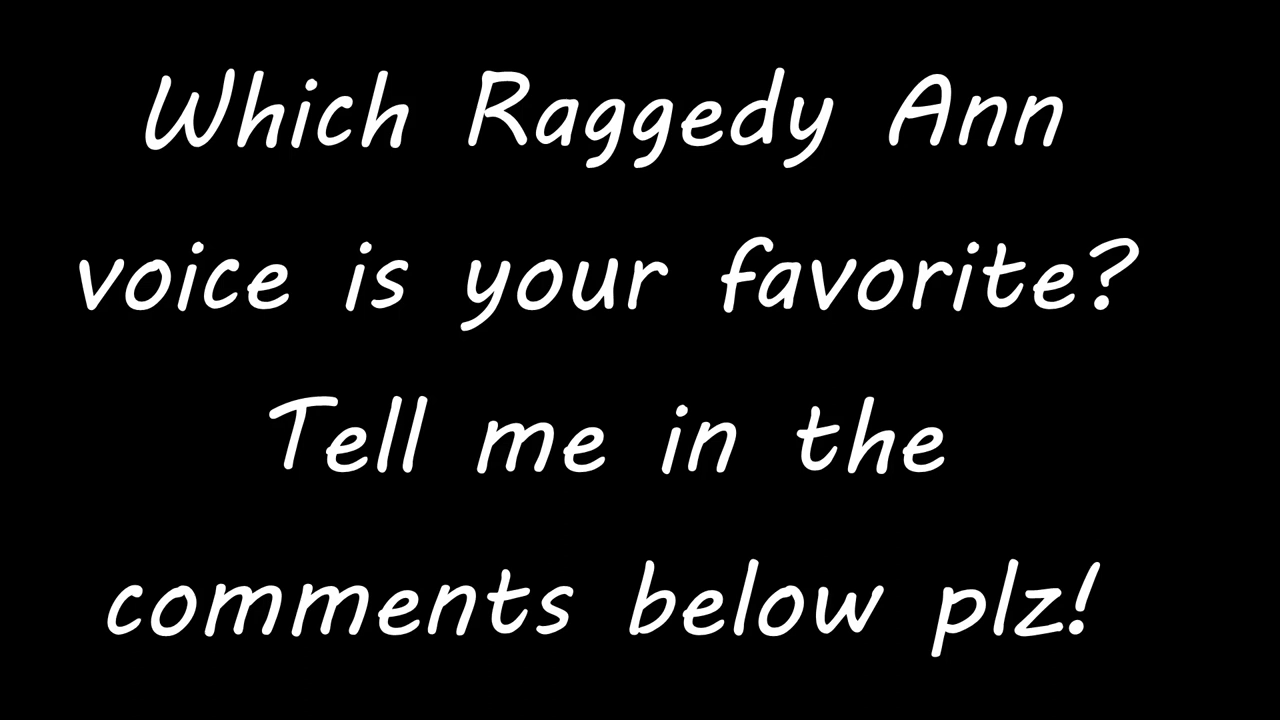 Which Raggedy Ann
voice is your favorite?
Tell me in the
comments below plz!